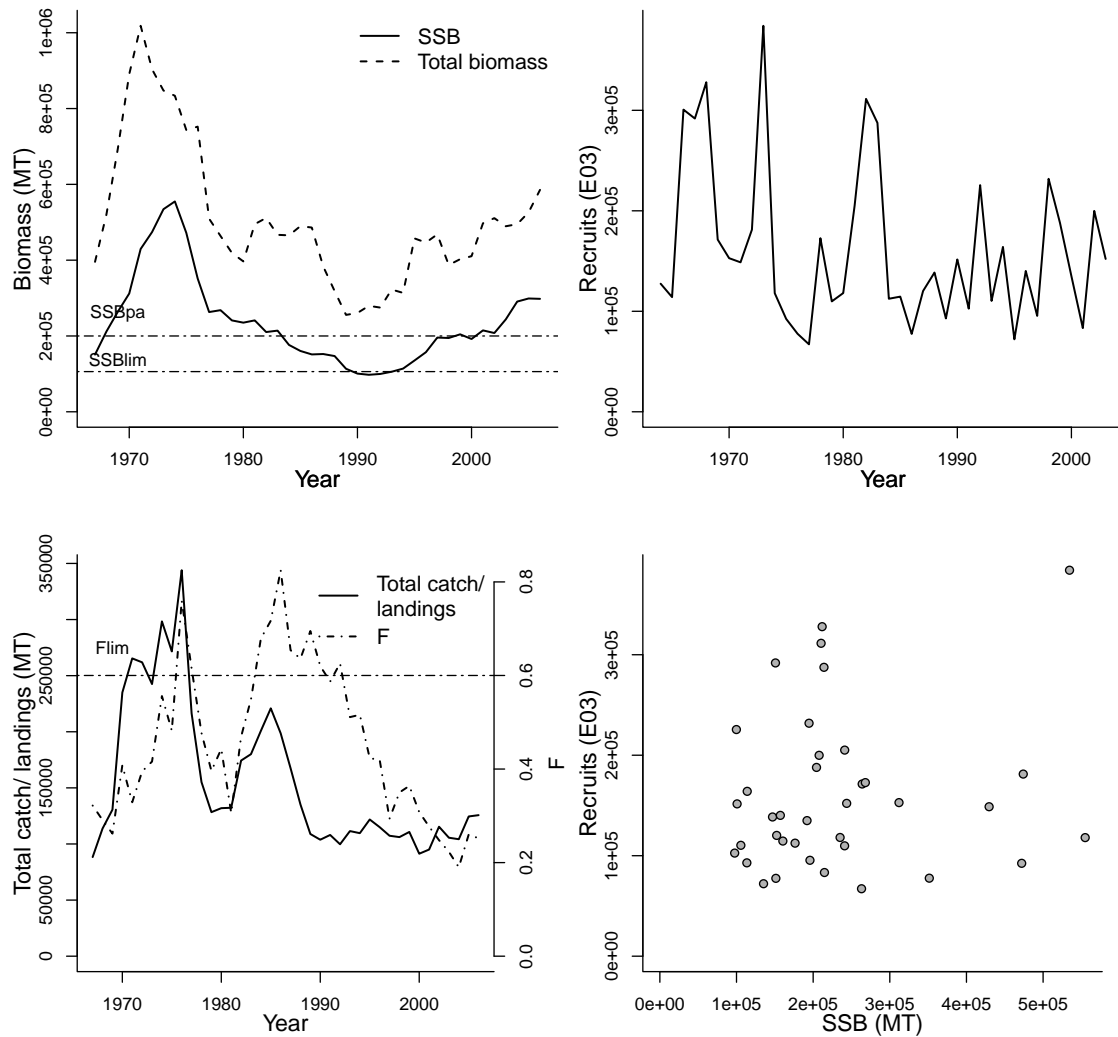 SSB
Total biomass
SSBpa
SSBlim
Biomass (MT)
0e+00
2e+05
4e+05
6e+05
8e+05
1e+06
1970
1980
1990
2000
Year
Recruits (E03)
0e+00
1e+05
2e+05
3e+05
1970
1980
1990
2000
Year
Total catch/
landings
F
Flim
Total catch/ landings (MT)
0
50000
150000
250000
350000
F
0.0
0.2
0.4
0.6
0.8
1970
1980
1990
2000
Year
Recruits (E03)
0e+00
1e+05
2e+05
3e+05
0e+00
1e+05
2e+05
3e+05
4e+05
5e+05
SSB (MT)